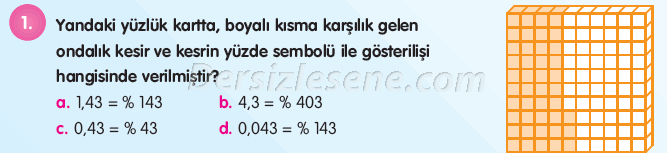 1. Yandaki yüzlük kartta, boyalı kısma karşılık gelen
ondalık kesir ve kesrin yüzde sembolü ile gösterilişi
hangisinde verilmiştir?
Dersizlesene.com
a. 1,43 = % 143 b. 4,3 = % 403
c. 0,43 = % 43 d. 0,043 = % 143